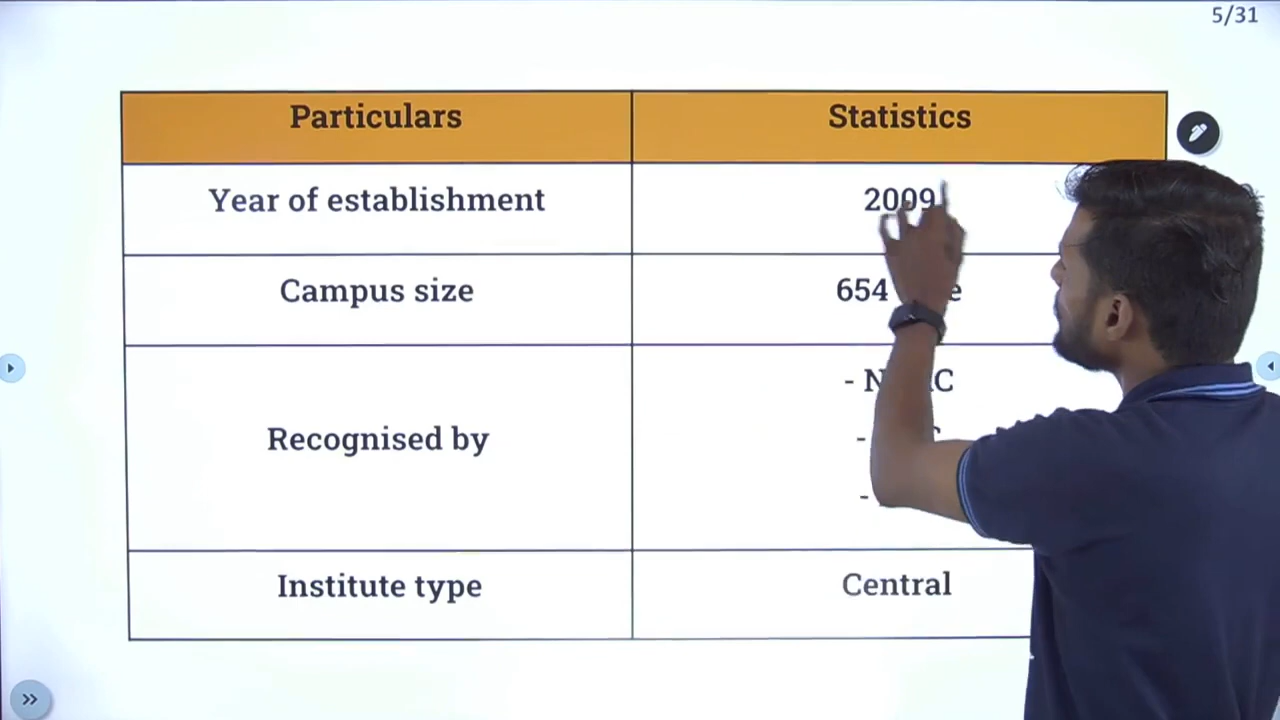 5/31
Particulars Statistics
Year of establishment 2009
Campus size 654
Recognised by
Institute type Central